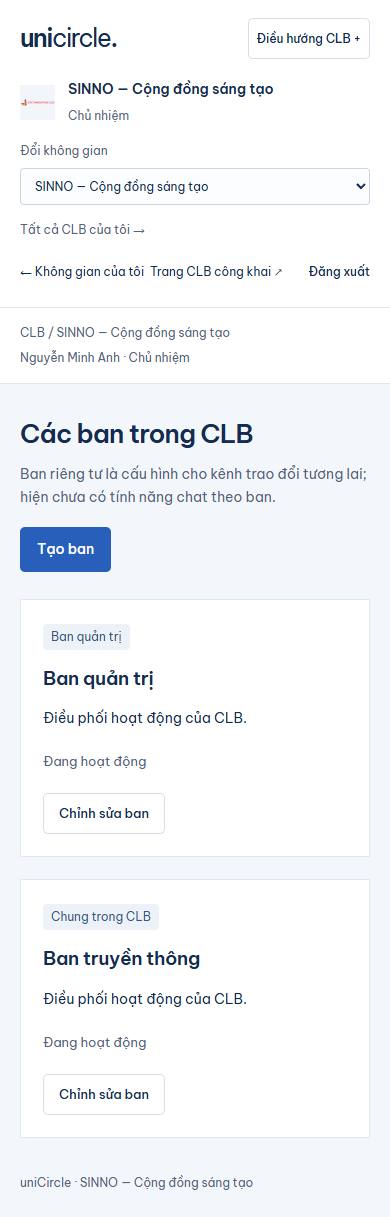 unicircle.
Điều hướng CLB +
SINNO — Cộng đồng sáng tạo
Chủ nhiệm
Đổi không gian
SINNO — Cộng đồng sáng tạo
Tất cả CLB của tôi →
← Không gian của tôi Trang CLB công khai ↗ Đăng xuất
CLB / SINNO — Cộng đồng sáng tạo
Nguyễn Minh Anh · Chủ nhiệm
Các ban trong CLB
Ban riêng tư là cấu hình cho kênh trao đổi tương lai;
hiện chưa có tính năng chat theo ban.
Tạo ban
Ban quản trị
Ban quản trị
Điều phối hoạt động của CLB.
Đang hoạt động
Chỉnh sửa ban
Chung trong CLB
Ban truyền thông
Điều phối hoạt động của CLB.
Đang hoạt động
Chỉnh sửa ban
uniCircle · SINNO — Cộng đồng sáng tạo